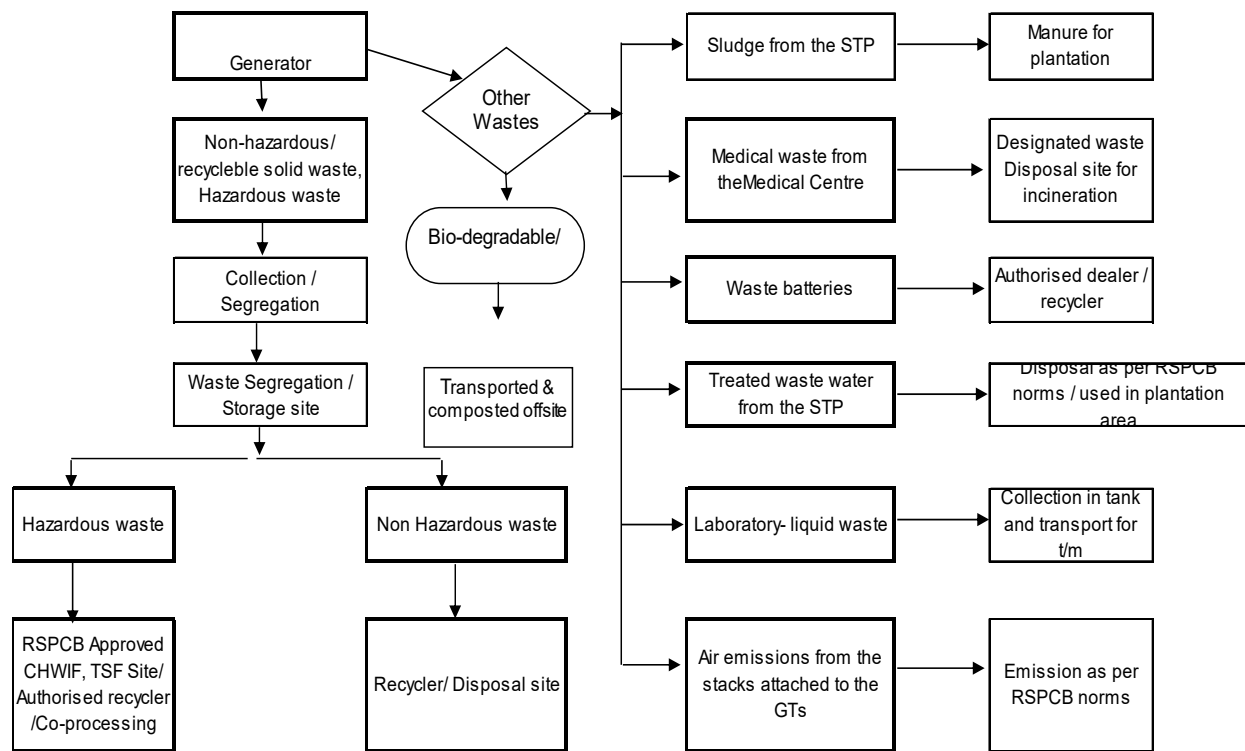 Generator
Non-hazardous/
recycleble solid waste,
Hazardous waste
Collection /
Segregation
Waste Segregation /
Storage site
Hazardous waste
Non Hazardous waste
RSPCB Approved
CHWIF, TSF Site/
Authorised recycler
/Co-processing
Recycler/ Disposal site
Other
Wastes
Bio-degradable/
Transported &
composted offsite
Sludge from the STP
Manure for
plantation
Medical waste from
theMedical Centre
Designated waste
Disposal site for
incineration
Waste batteries
Authorised dealer /
recycler
Treated waste water
from the STP
Disposal as per RSPCB
norms / used in plantation
area
Laboratory- liquid waste
Collection in tank
and transport for
t/m
Air emissions from the
stacks attached to the
GTs
Emission as per
RSPCB norms